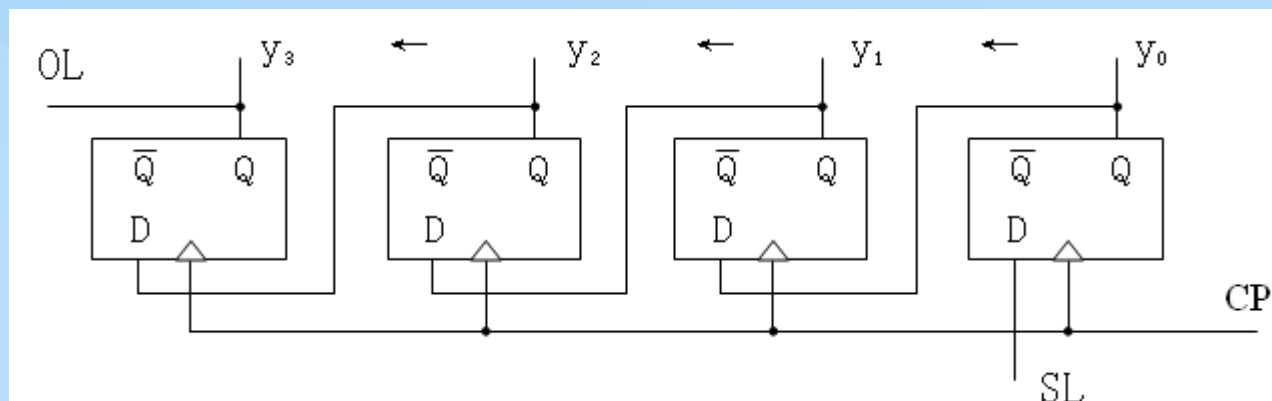 OL y₃ ← y₂ ← y₁ ← y₀
Q̅ Q Q̅ Q Q̅ Q Q̅ Q
D D D D
CP
SL